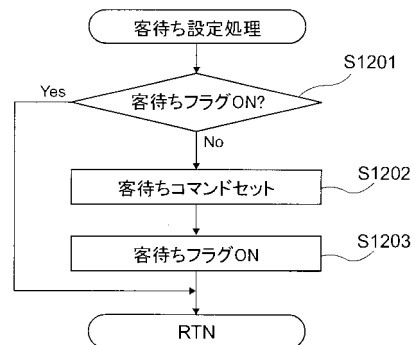 客待ち設定処理
S1201
客待ちフラグON?
Yes
No
S1202
客待ちコマンドセット
S1203
客待ちフラグON
RTN